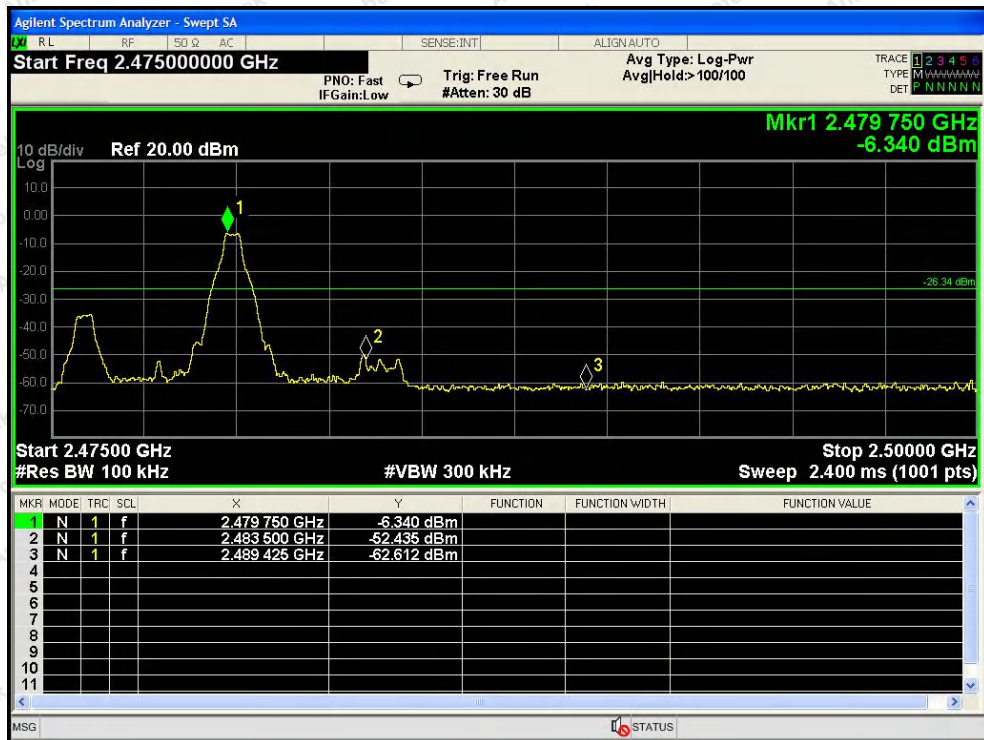 Agilent Spectrum Analyzer - Swept SA
LXI RL RF 50 Ω AC SENSE:INT ALIGN AUTO
Start Freq 2.475000000 GHz
PNO: Fast
IFGain:Low
Trig: Free Run
#Atten: 30 dB
Avg Type: Log-Pwr
Avg|Hold:>100/100
TRACE 1 2 3 4 5 6
TYPE M WWWWW
DET P N N N N N
Mkr1 2.479 750 GHz
-6.340 dBm
10 dB/div Ref 20.00 dBm
Log
10.0
0.00
-10.0
-20.0
-30.0
-40.0
-50.0
-60.0
-70.0
1
2
3
-26.34 dBm
Start 2.47500 GHz Stop 2.50000 GHz
#Res BW 100 kHz #VBW 300 kHz Sweep 2.400 ms (1001 pts)
MKR MODE TRC SCL X Y FUNCTION FUNCTION WIDTH FUNCTION VALUE
1 N 1 f 2.479 750 GHz -6.340 dBm
2 N 1 f 2.483 500 GHz -52.435 dBm
3 N 1 f 2.489 425 GHz -62.612 dBm
4
5
6
7
8
9
10
11
MSG STATUS